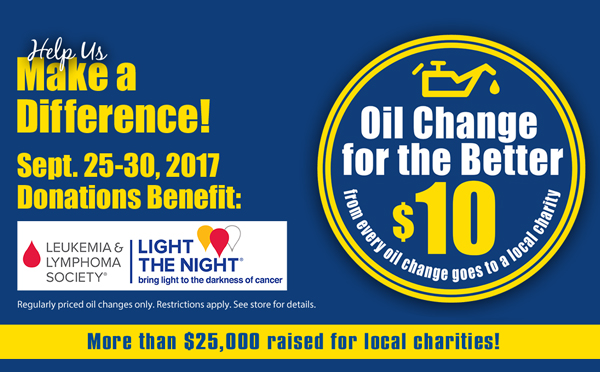 Help Us
Make a
Difference!
Sept. 25-30, 2017
Donations Benefit:
LEUKEMIA &
LYMPHOMA
SOCIETY®
LIGHT
THE NIGHT®
bring light to the darkness of cancer
Regularly priced oil changes only. Restrictions apply. See store for details.
Oil Change
for the Better
$10
from every oil change goes to a local charity
More than $25,000 raised for local charities!